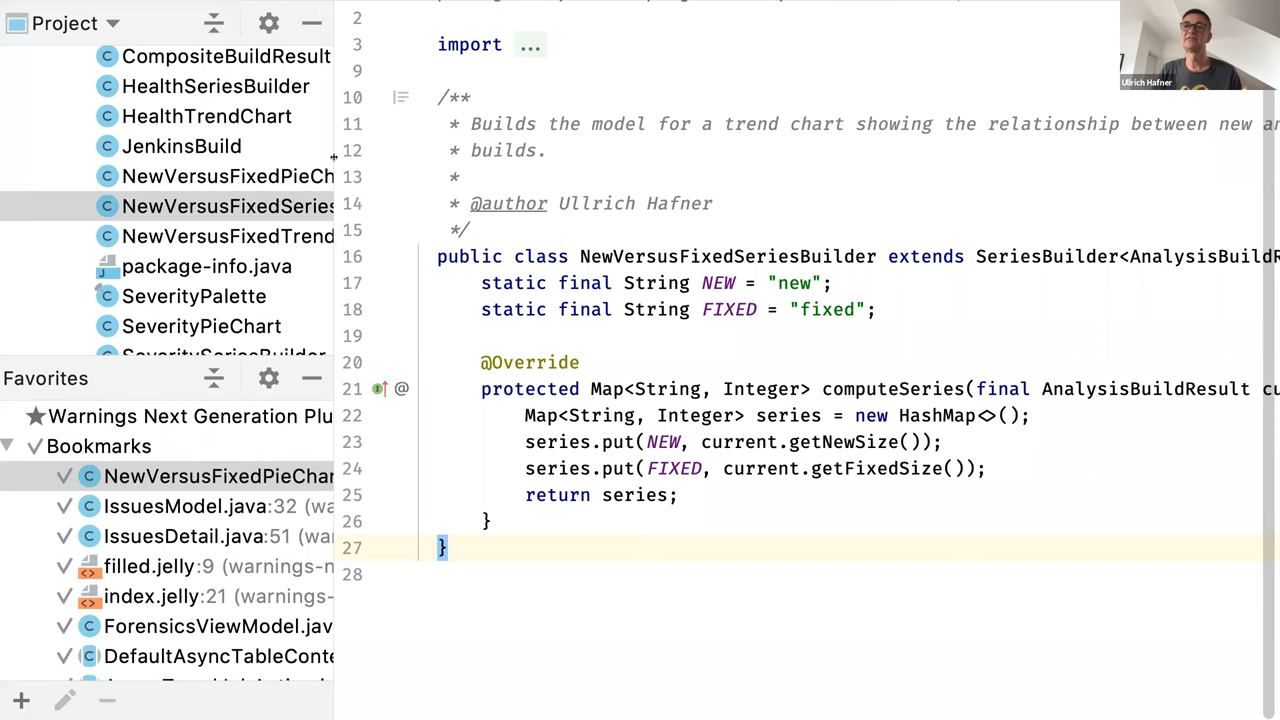 Project
CompositeBuildResult
HealthSeriesBuilder
HealthTrendChart
JenkinsBuild
NewVersusFixedPieCh
NewVersusFixedSeries
NewVersusFixedTrend
package-info.java
SeverityPalette
SeverityPieChart
SeveritySeriesBuilder
Favorites
Warnings Next Generation Plu
Bookmarks
NewVersusFixedPieChar
IssuesModel.java:32 (wa
IssuesDetail.java:51 (wa
filled.jelly:9 (warnings-n
index.jelly:21 (warnings-
ForensicsViewModel.jav
DefaultAsyncTableConte
2
3 import ...
9
10 /**
11 * Builds the model for a trend chart showing the relationship between new an
12 * builds.
13 *
14 * @author Ullrich Hafner
15 */
16 public class NewVersusFixedSeriesBuilder extends SeriesBuilder<AnalysisBuildR
17 static final String NEW = "new";
18 static final String FIXED = "fixed";
19
20 @Override
21 @ protected Map<String, Integer> computeSeries(final AnalysisBuildResult cu
22 Map<String, Integer> series = new HashMap<>();
23 series.put(NEW, current.getNewSize());
24 series.put(FIXED, current.getFixedSize());
25 return series;
26 }
27 }
28
Ullrich Hafner